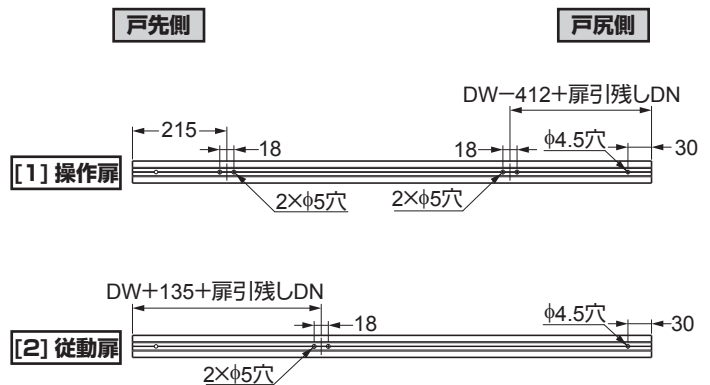 戸先側
戸尻側
DW−412+扉引残しDN
215
18
18
φ4.5穴
30
[1] 操作扉
2×φ5穴
2×φ5穴
DW+135+扉引残しDN
18
φ4.5穴
30
[2] 従動扉
2×φ5穴